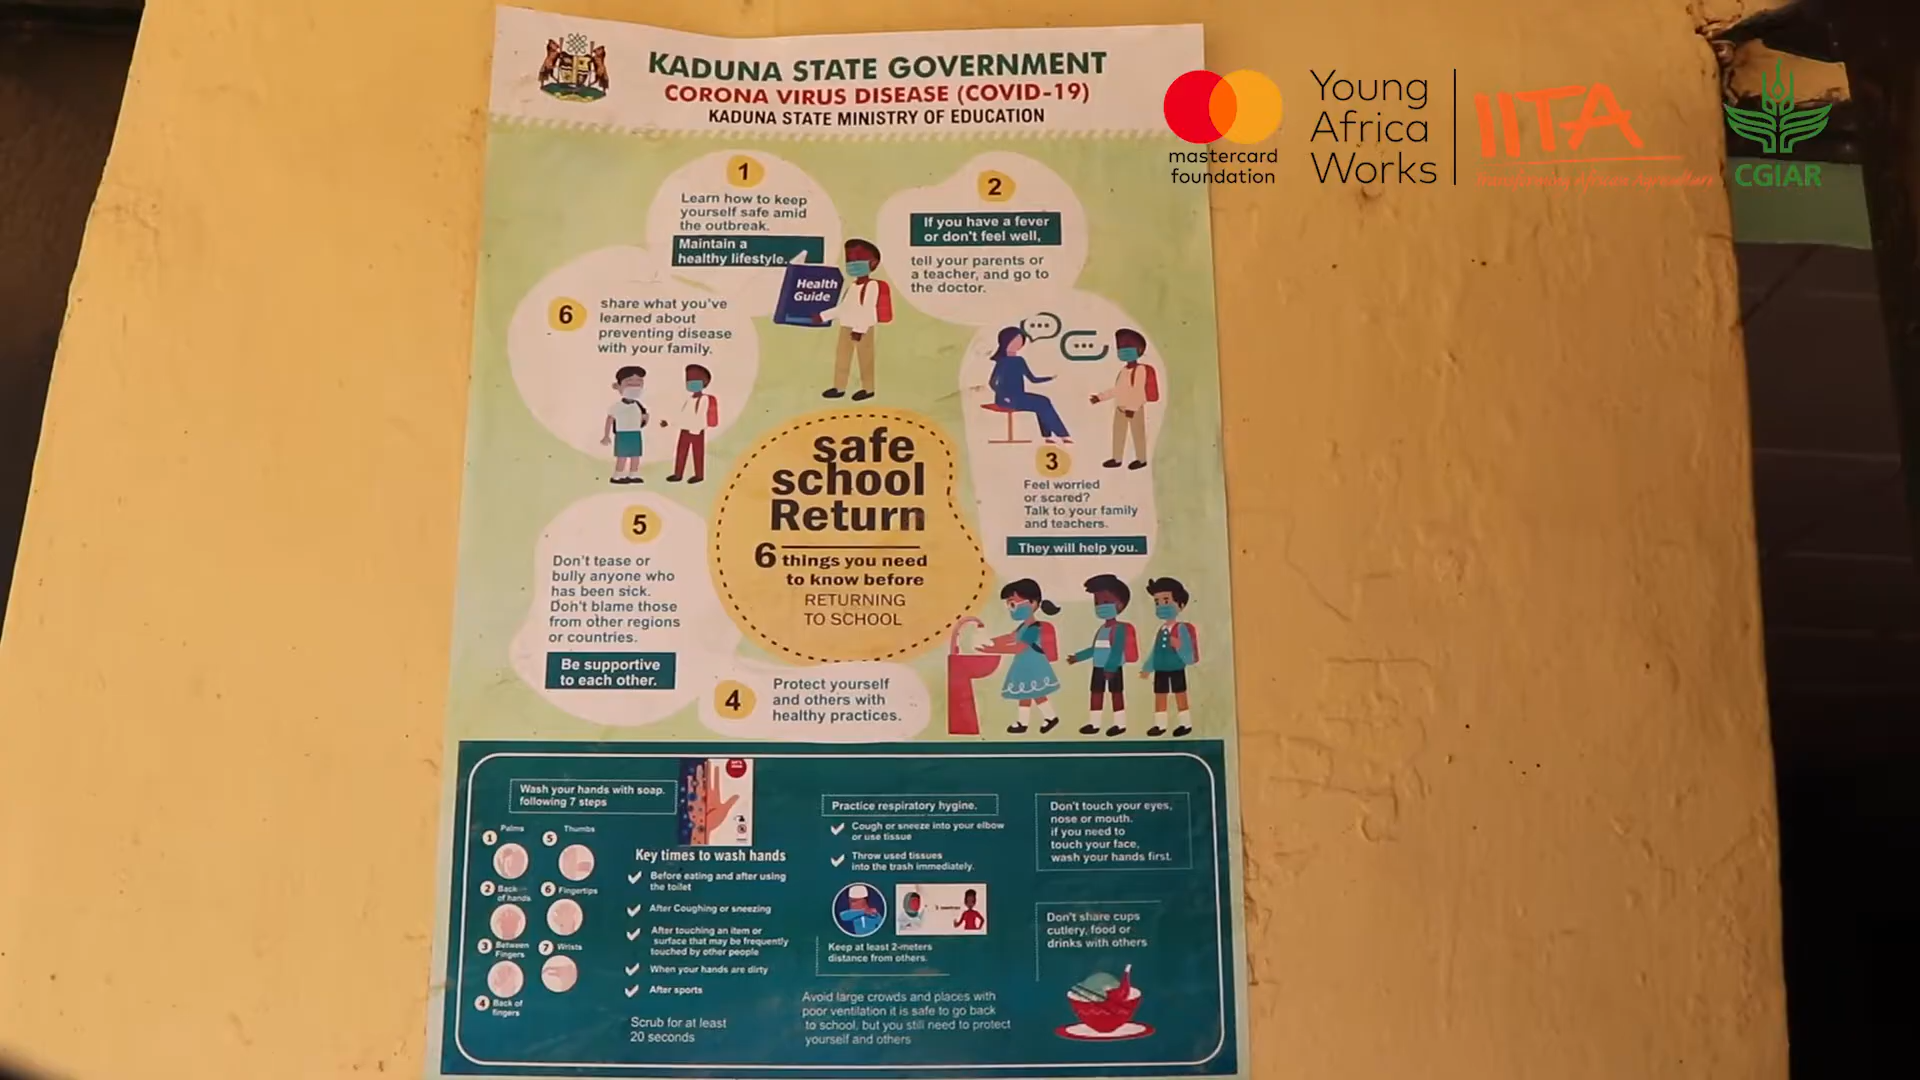 KADUNA STATE GOVERNMENT
CORONA VIRUS DISEASE (COVID-19)
KADUNA STATE MINISTRY OF EDUCATION
mastercard
foundation
Young
Africa
Works
IITA
Transforming African Agriculture
CGIAR
1
Learn how to keep
yourself safe amid
the outbreak.
Maintain a
healthy lifestyle.
Health
Guide
2
If you have a fever
or don't feel well,
tell your parents or
a teacher, and go to
the doctor.
6
share what you've
learned about
preventing disease
with your family.
safe
school
Return
6 things you need
to know before
RETURNING
TO SCHOOL
3
Feel worried
or scared?
Talk to your family
and teachers.
They will help you.
5
Don't tease or
bully anyone who
has been sick.
Don't blame those
from other regions
or countries.
Be supportive
to each other.
4
Protect yourself
and others with
healthy practices.
Wash your hands with soap.
following 7 steps
1 Palms
2 Back
of hands
3 Between
Fingers
4 Back of
fingers
5 Thumbs
6 Fingertips
7 Wrists
Key times to wash hands
Before eating and after using
the toilet
After Coughing or sneezing
After touching an item or
surface that may be frequently
touched by other people
When your hands are dirty
After sports
Scrub for at least
20 seconds
Practice respiratory hygine.
Cough or sneeze into your elbow
or use tissue
Throw used tissues
into the trash immediately.
Keep at least 2-meters
distance from others.
Avoid large crowds and places with
poor ventilation it is safe to go back
to school, but you still need to protect
yourself and others
Don't touch your eyes,
nose or mouth.
if you need to
touch your face,
wash your hands first.
Don't share cups
cutlery, food or
drinks with others